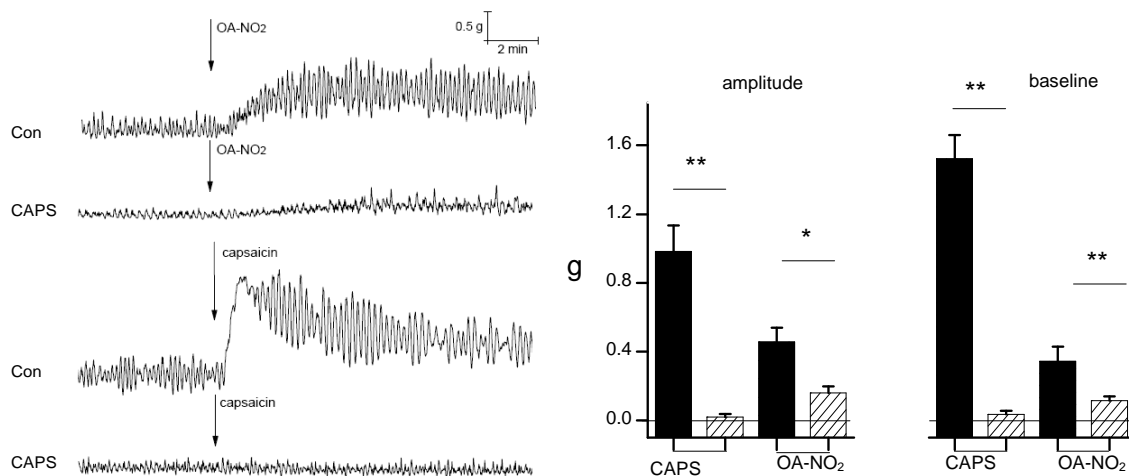 OA-NO2
0.5 g
2 min
Con
OA-NO2
CAPS
capsaicin
Con
capsaicin
CAPS
amplitude
baseline
**
**
*
**
g
1.6
1.2
0.8
0.4
0.0
CAPS
OA-NO2
CAPS
OA-NO2